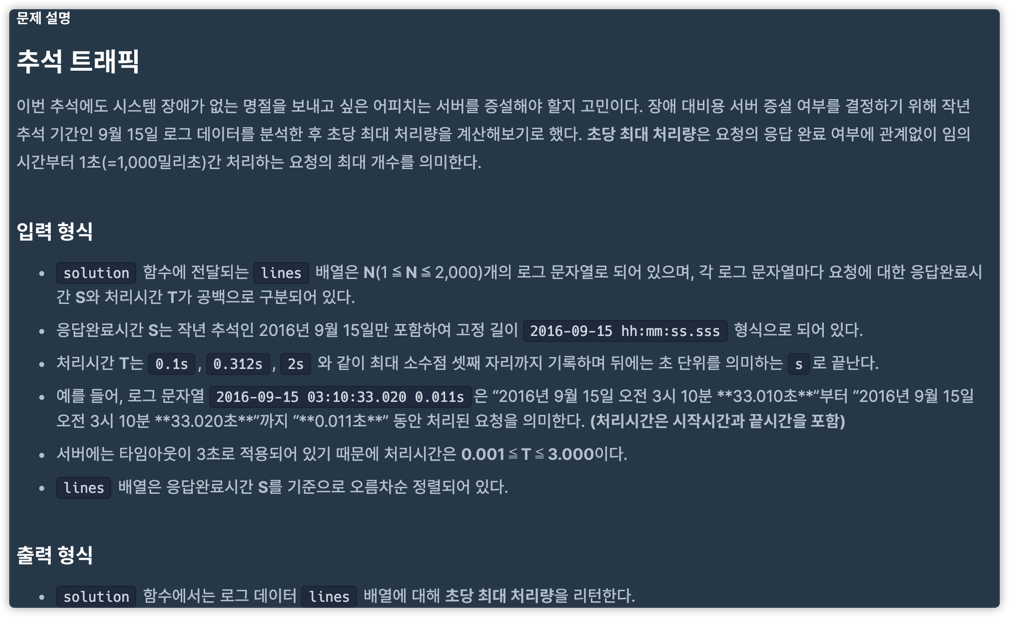 문제 설명
추석 트래픽
이번 추석에도 시스템 장애가 없는 명절을 보내고 싶은 어피치는 서버를 증설해야 할지 고민이다. 장애 대비용 서버 증설 여부를 결정하기 위해 작년
추석 기간인 9월 15일 로그 데이터를 분석한 후 초당 최대 처리량을 계산해보기로 했다. 초당 최대 처리량은 요청의 응답 완료 여부에 관계없이 임의
시간부터 1초(=1,000밀리초)간 처리하는 요청의 최대 개수를 의미한다.
입력 형식
• solution 함수에 전달되는 lines 배열은 N(1 ≦ N ≦ 2,000)개의 로그 문자열로 되어 있으며, 각 로그 문자열마다 요청에 대한 응답완료시
간 S와 처리시간 T가 공백으로 구분되어 있다.
• 응답완료시간 S는 작년 추석인 2016년 9월 15일만 포함하여 고정 길이 2016-09-15 hh:mm:ss.sss 형식으로 되어 있다.
• 처리시간 T는 0.1s, 0.312s, 2s 와 같이 최대 소수점 셋째 자리까지 기록하며 뒤에는 초 단위를 의미하는 s로 끝난다.
• 예를 들어, 로그 문자열 2016-09-15 03:10:33.020 0.011s은 “2016년 9월 15일 오전 3시 10분 **33.010초**”부터 “2016년 9월 15일
오전 3시 10분 **33.020초**”까지 “**0.011초**” 동안 처리된 요청을 의미한다. (처리시간은 시작시간과 끝시간을 포함)
• 서버에는 타임아웃이 3초로 적용되어 있기 때문에 처리시간은 0.001 ≦ T ≦ 3.000이다.
• lines 배열은 응답완료시간 S를 기준으로 오름차순 정렬되어 있다.
출력 형식
• solution 함수에서는 로그 데이터 lines 배열에 대해 초당 최대 처리량을 리턴한다.